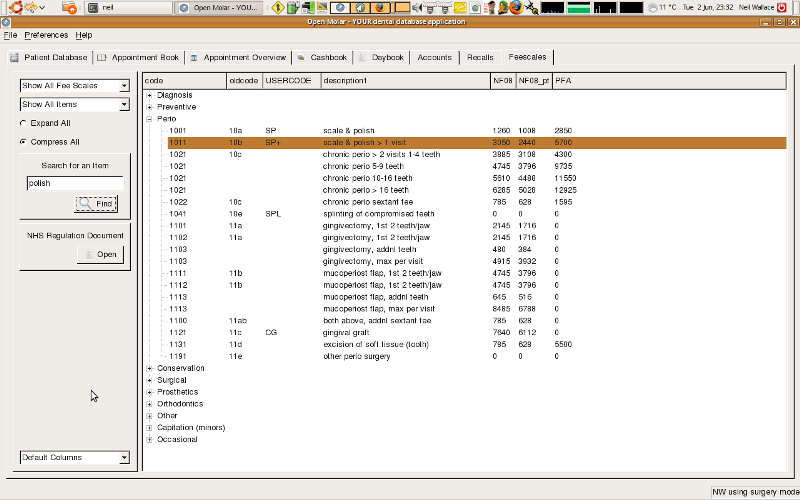 neil
Open Molar - YOU...
11 °C Tue 2 Jun, 23:32 Neil Wallace
Open Molar - YOUR dental database application
File Preferences Help
Patient Database Appointment Book Appointment Overview Cashbook Daybook Accounts Recalls Feescales
Show All Fee Scales
Show All Items
Expand All
Compress All
Search for an Item
polish
Find
NHS Regulation Document
Open
Default Columns
code oldcode USERCODE description1 NF08 NF08_pt PFA
Diagnosis
Preventive
Perio
1001 10a SP scale & polish 1260 1008 2850
1011 10b SP+ scale & polish > 1 visit 3050 2440 5700
1021 10c chronic perio > 2 visits 1-4 teeth 3885 3108 4300
1021 chronic perio 5-9 teeth 4745 3796 9735
1021 chronic perio 10-16 teeth 5610 4488 11550
1021 chronic perio > 16 teeth 6285 5028 12925
1022 10c chronic perio sextant fee 785 628 1595
1041 10e SPL splinting of compromised teeth 0 0 0
1101 11a gingivectomy, 1st 2 teeth/jaw 2145 1716 0
1102 11a gingivectomy, 1st 2 teeth/jaw 2145 1716 0
1103 gingivectomy, addnl teeth 480 384 0
1103 gingivectomy, max per visit 4915 3932 0
1111 11b mucoperiost flap, 1st 2 teeth/jaw 4745 3796 0
1112 11b mucoperiost flap, 1st 2 teeth/jaw 4745 3796 0
1113 mucoperiost flap, addnl teeth 645 516 0
1113 mucoperiost flap, max per visit 8485 6788 0
1100 11ab both above, addnl sextant fee 785 628 0
1121 11c CG gingival graft 7640 6112 0
1131 11d excision of soft tissue (tooth) 785 628 5500
1191 11e other perio surgery 0 0 0
Conservation
Surgical
Prosthetics
Orthodontics
Other
Capitation (minors)
Occasional
NW using surgery mode